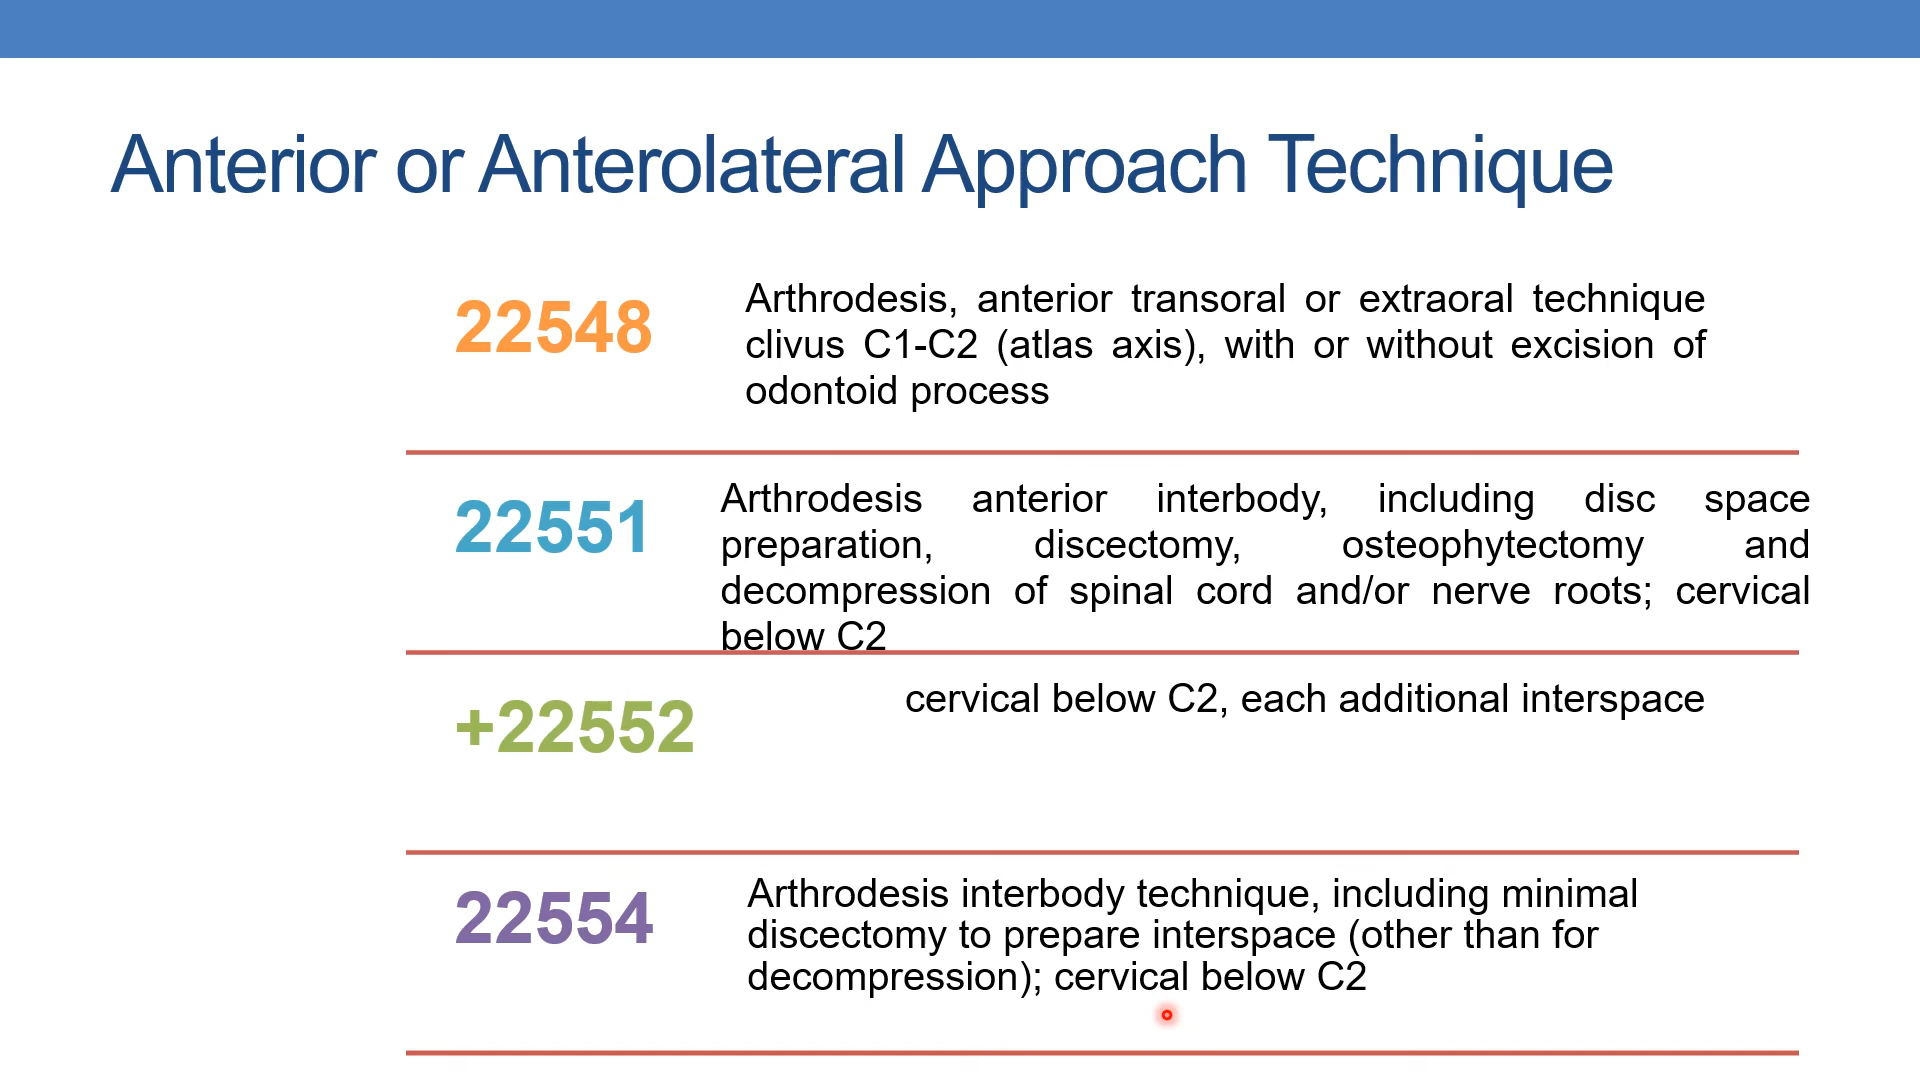 Anterior or Anterolateral Approach Technique
22548
Arthrodesis, anterior transoral or extraoral technique
clivus C1-C2 (atlas axis), with or without excision of
odontoid process
22551
Arthrodesis anterior interbody, including disc space
preparation, discectomy, osteophytectomy and
decompression of spinal cord and/or nerve roots; cervical
below C2
+22552
cervical below C2, each additional interspace
22554
Arthrodesis interbody technique, including minimal
discectomy to prepare interspace (other than for
decompression); cervical below C2